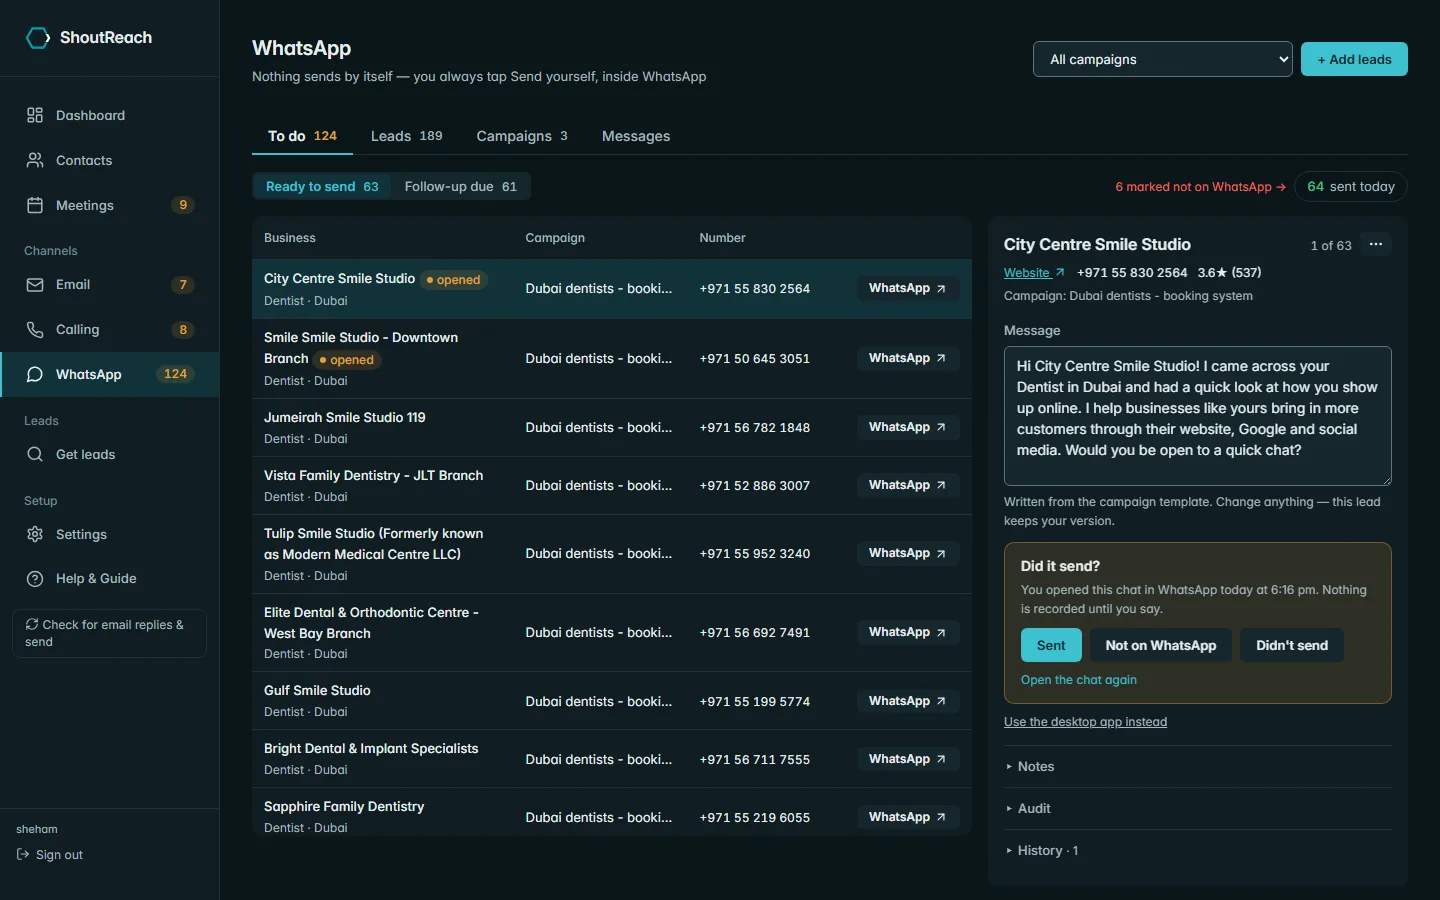 ShoutReach
Dashboard
Contacts
Meetings 9
Channels
Email 7
Calling 8
WhatsApp 124
Leads
Get leads
Setup
Settings
Help & Guide
Check for email replies &
send
sheham
Sign out
WhatsApp
Nothing sends by itself — you always tap Send yourself, inside WhatsApp
All campaigns
+ Add leads
To do 124 Leads 189 Campaigns 3 Messages
Ready to send 63 Follow-up due 61
6 marked not on WhatsApp →
64 sent today
Business Campaign Number
City Centre Smile Studio • opened
Dentist · Dubai
Dubai dentists - booki... +971 55 830 2564 WhatsApp ↗
Smile Smile Studio - Downtown
Branch • opened
Dentist · Dubai
Dubai dentists - booki... +971 50 645 3051 WhatsApp ↗
Jumeirah Smile Studio 119
Dentist · Dubai
Dubai dentists - booki... +971 56 782 1848 WhatsApp ↗
Vista Family Dentistry - JLT Branch
Dentist · Dubai
Dubai dentists - booki... +971 52 886 3007 WhatsApp ↗
Tulip Smile Studio (Formerly known
as Modern Medical Centre LLC)
Dentist · Dubai
Dubai dentists - booki... +971 55 952 3240 WhatsApp ↗
Elite Dental & Orthodontic Centre -
West Bay Branch
Dentist · Dubai
Dubai dentists - booki... +971 56 692 7491 WhatsApp ↗
Gulf Smile Studio
Dentist · Dubai
Dubai dentists - booki... +971 55 199 5774 WhatsApp ↗
Bright Dental & Implant Specialists
Dentist · Dubai
Dubai dentists - booki... +971 56 711 7555 WhatsApp ↗
Sapphire Family Dentistry
Dentist · Dubai
Dubai dentists - booki... +971 55 219 6055 WhatsApp ↗
City Centre Smile Studio 1 of 63 ···
Website ↗ +971 55 830 2564 3.6★ (537)
Campaign: Dubai dentists - booking system
Message
Hi City Centre Smile Studio! I came across your
Dentist in Dubai and had a quick look at how you show
up online. I help businesses like yours bring in more
customers through their website, Google and social
media. Would you be open to a quick chat?
Written from the campaign template. Change anything — this lead
keeps your version.
Did it send?
You opened this chat in WhatsApp today at 6:16 pm. Nothing
is recorded until you say.
Sent Not on WhatsApp Didn't send
Open the chat again
Use the desktop app instead
▸ Notes
▸ Audit
▸ History · 1